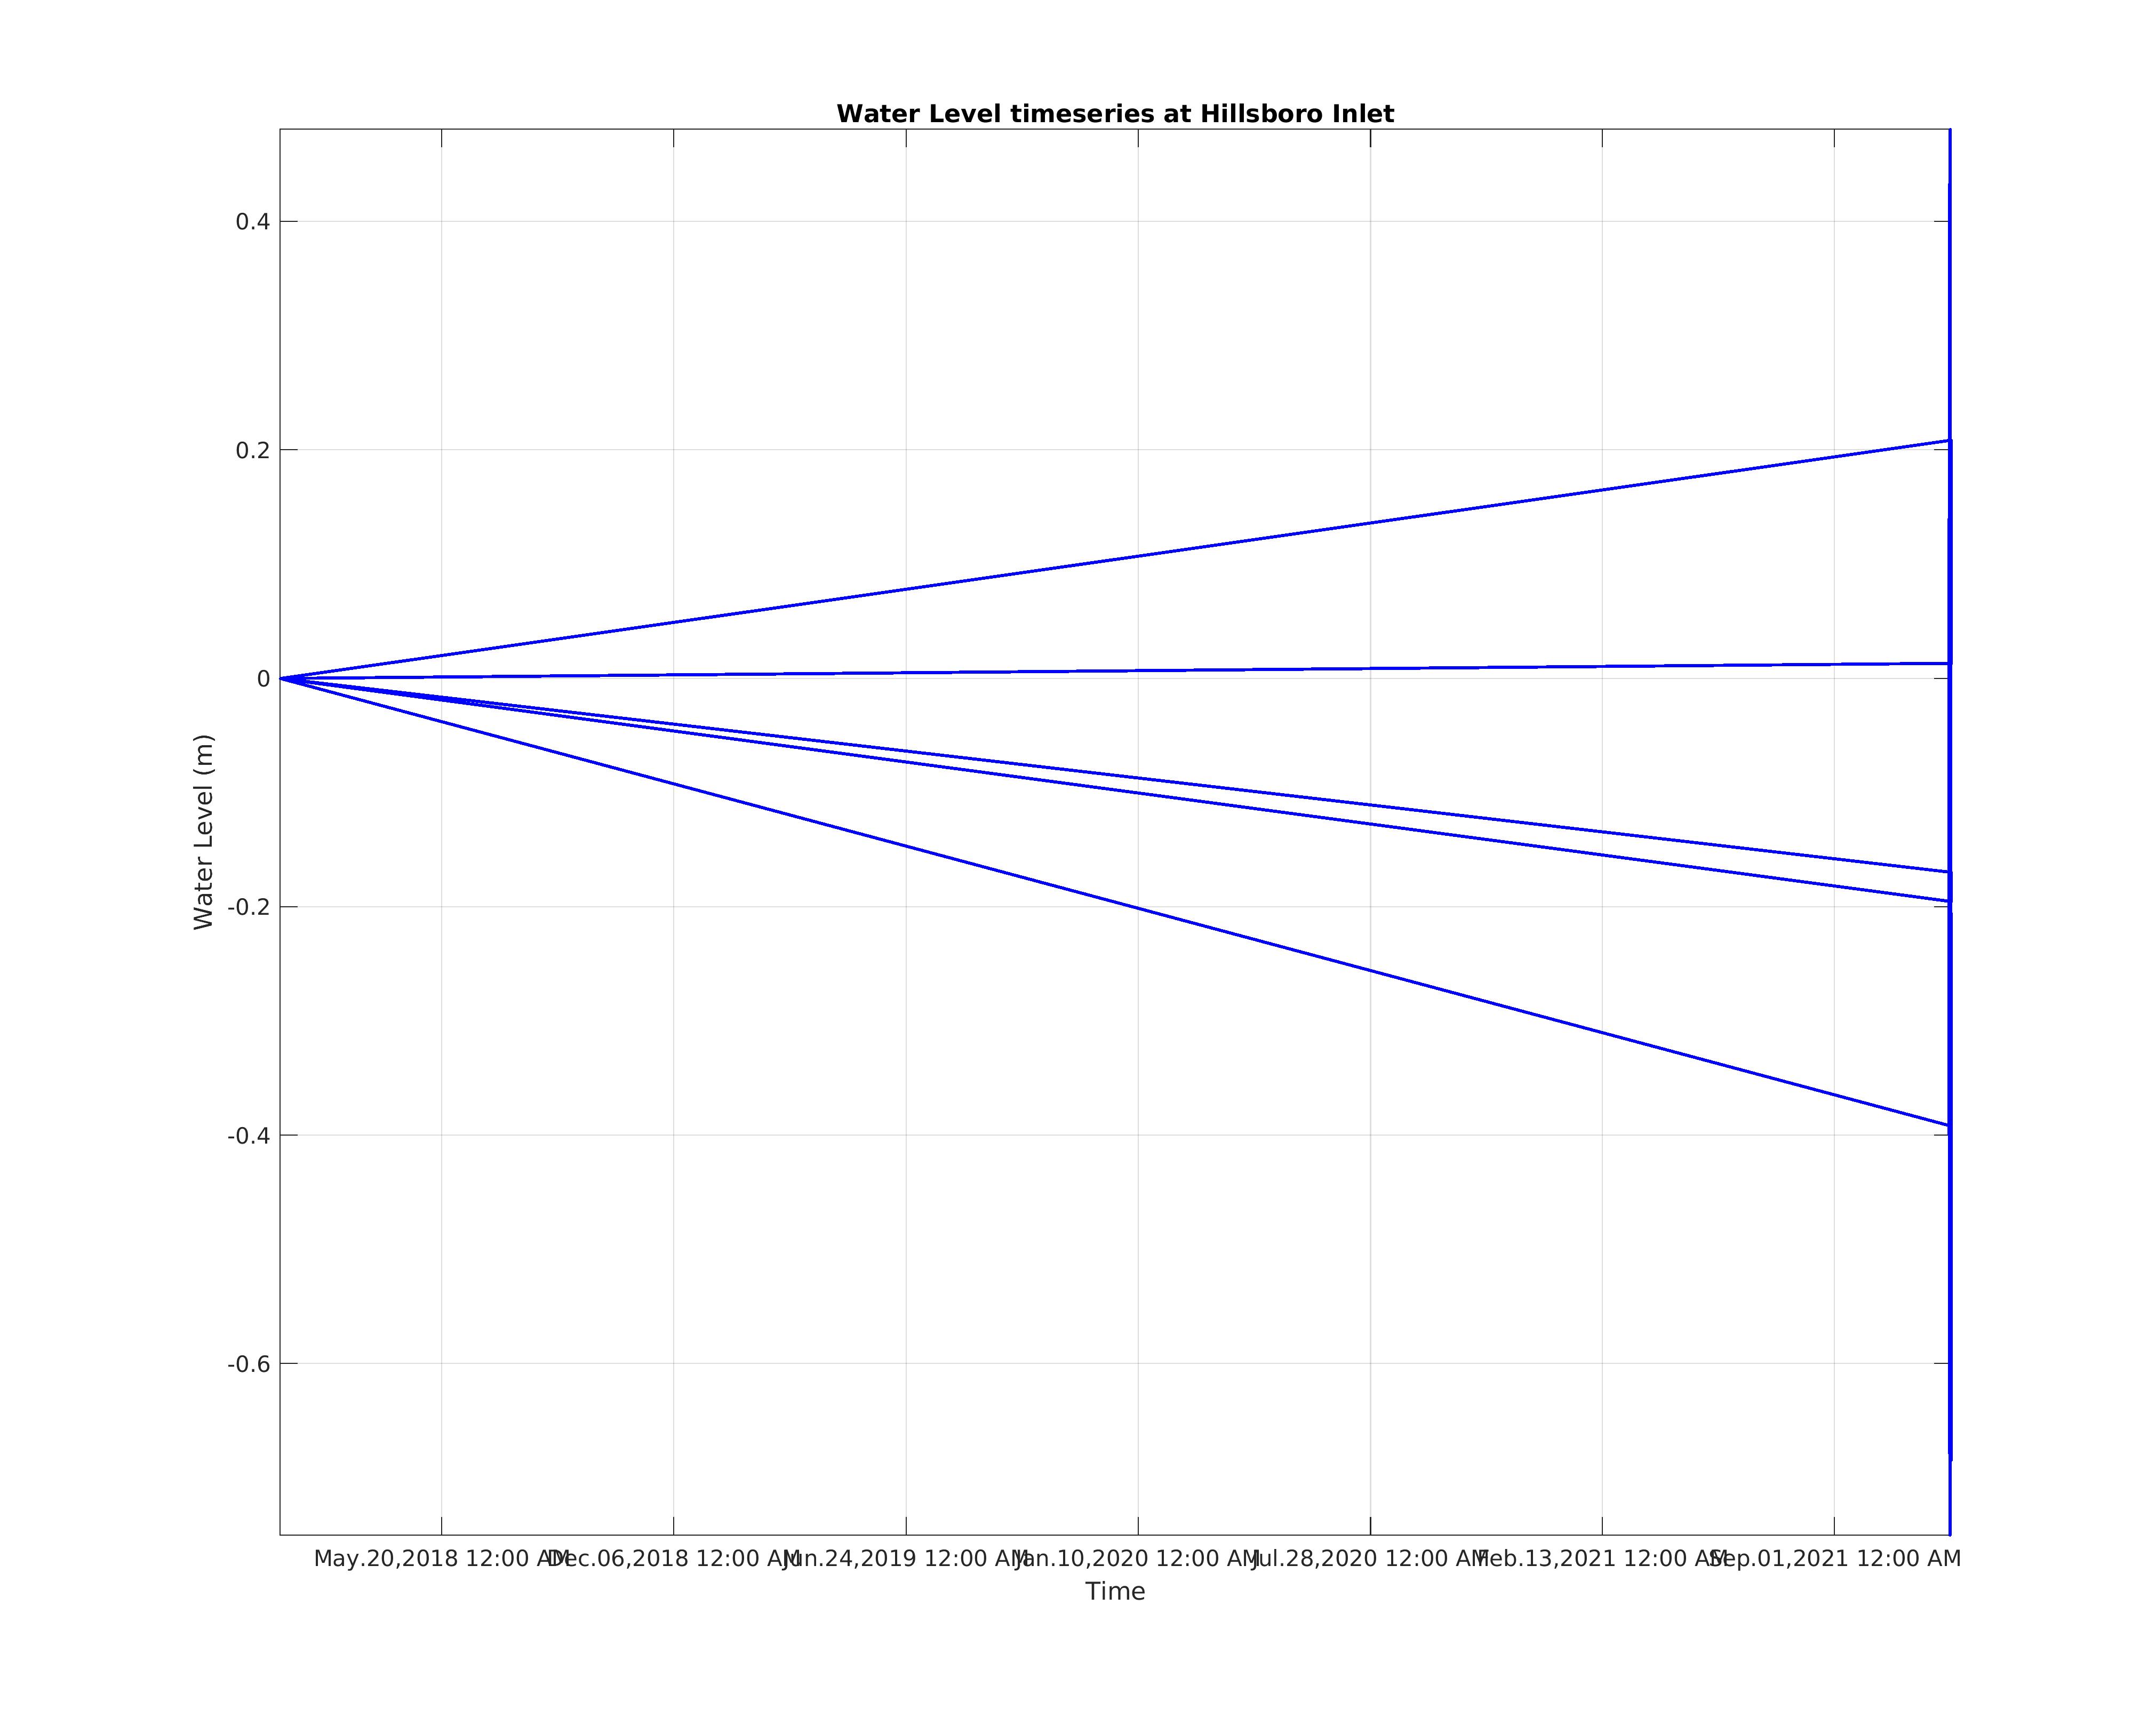 Water Level timeseries at Hillsboro Inlet
0.4
0.2
0
-0.2
-0.4
-0.6
Water Level (m)
May.20,2018 12:00 AM
Dec.06,2018 12:00 AM
Jun.24,2019 12:00 AM
Jan.10,2020 12:00 AM
Jul.28,2020 12:00 AM
Feb.13,2021 12:00 AM
Sep.01,2021 12:00 AM
Time